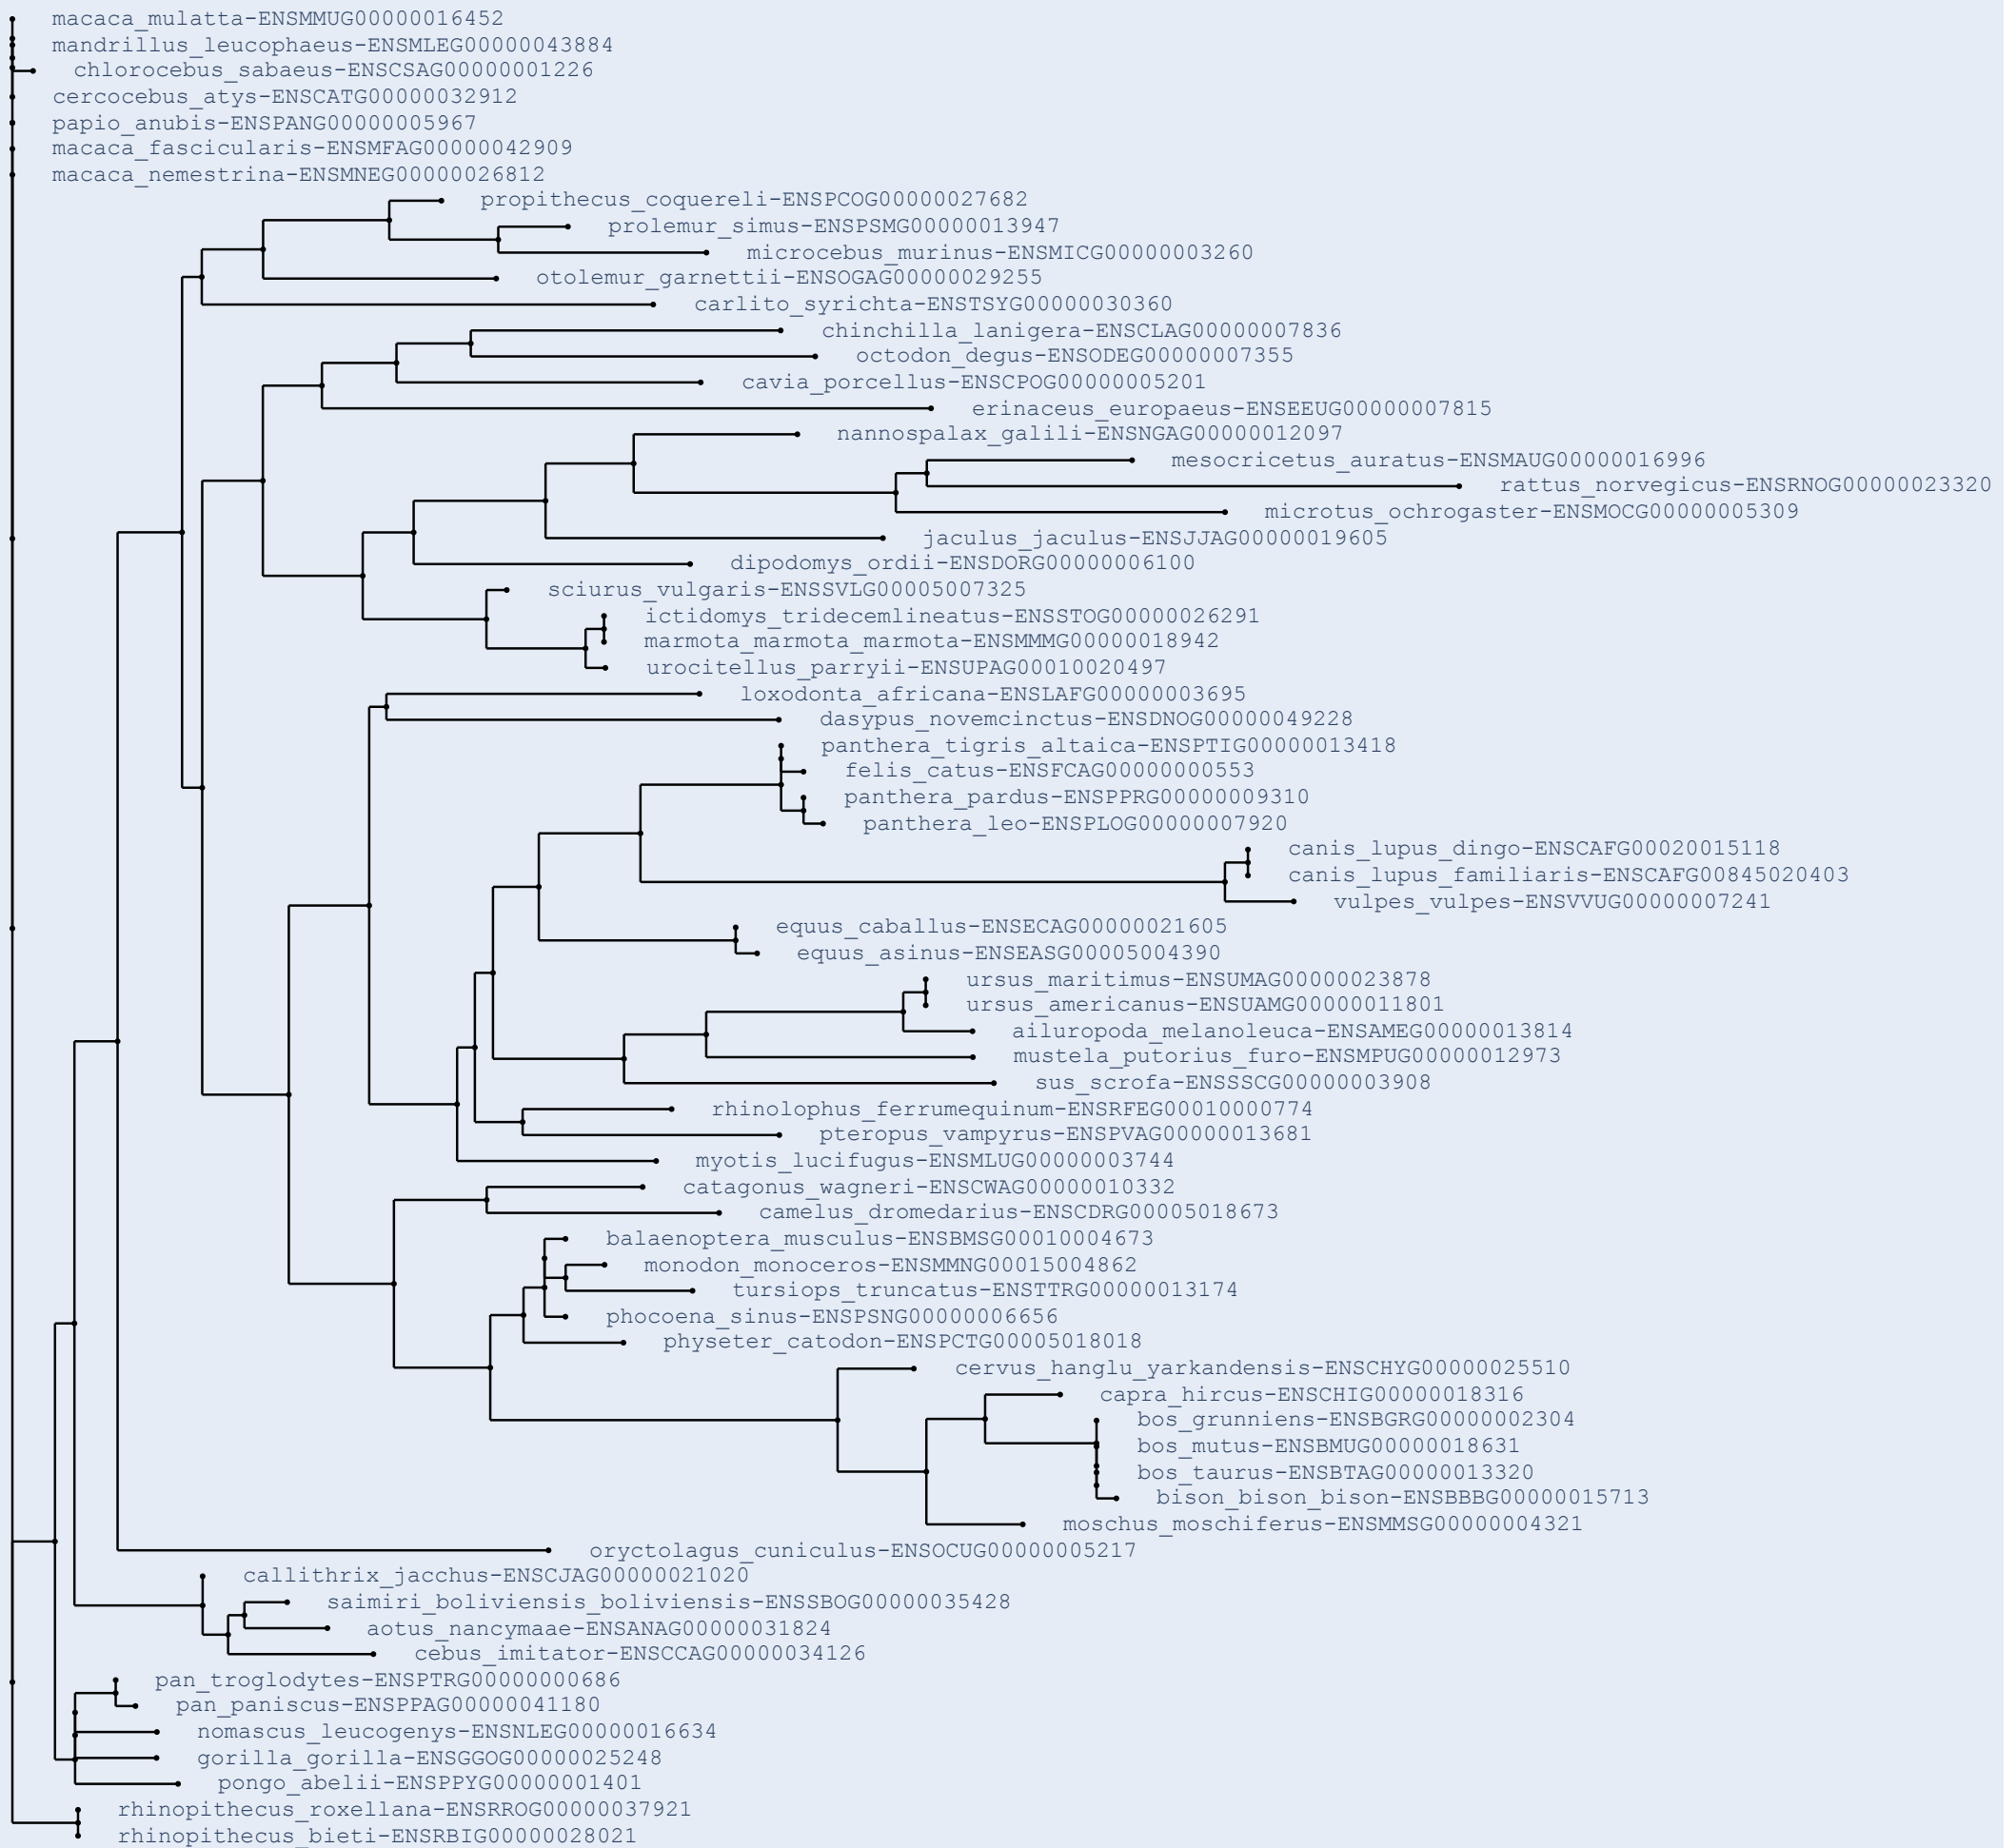 macaca_mulatta-ENSMMUG00000016452
mandrillus_leucophaeus-ENSMLEG00000043884
chlorocebus_sabaeus-ENSCSAG00000001226
cercocebus_atys-ENSCATG00000032912
papio_anubis-ENSPANG00000005967
macaca_fascicularis-ENSMFAG00000042909
macaca_nemestrina-ENSMNEG00000026812
propithecus_coquereli-ENSPCOG00000027682
prolemur_simus-ENSPSMG00000013947
microcebus_murinus-ENSMICG00000003260
otolemur_garnettii-ENSOGAG00000029255
carlito_syrichta-ENSTSYG00000030360
chinchilla_lanigera-ENSCLAG00000007836
octodon_degus-ENSODEG00000007355
cavia_porcellus-ENSCPOG00000005201
erinaceus_europaeus-ENSEEUG00000007815
nannospalax_galili-ENSNGAG00000012097
mesocricetus_auratus-ENSMAUG00000016996
rattus_norvegicus-ENSRNOG00000023320
microtus_ochrogaster-ENSMOCG00000005309
jaculus_jaculus-ENSJJAG00000019605
dipodomys_ordii-ENSDORG00000006100
sciurus_vulgaris-ENSSVLG00005007325
ictidomys_tridecemlineatus-ENSSTOG00000026291
marmota_marmota_marmota-ENSMMMG00000018942
urocitellus_parryii-ENSUPAG00010020497
loxodonta_africana-ENSLAFG00000003695
dasypus_novemcinctus-ENSDNOG00000049228
panthera_tigris_altaica-ENSPTIG00000013418
felis_catus-ENSFCAG00000000553
panthera_pardus-ENSPPRG00000009310
panthera_leo-ENSPLOG00000007920
canis_lupus_dingo-ENSCAFG00020015118
canis_lupus_familiaris-ENSCAFG00845020403
vulpes_vulpes-ENSVVUG00000007241
equus_caballus-ENSECAG00000021605
equus_asinus-ENSEASG00005004390
ursus_maritimus-ENSUMAG00000023878
ursus_americanus-ENSUAMG00000011801
ailuropoda_melanoleuca-ENSAMEG00000013814
mustela_putorius_furo-ENSMPUG00000012973
sus_scrofa-ENSSSCG00000003908
rhinolophus_ferrumequinum-ENSRFEG00010000774
pteropus_vampyrus-ENSPVAG00000013681
myotis_lucifugus-ENSMLUG00000003744
catagonus_wagneri-ENSCWAG00000010332
camelus_dromedarius-ENSCDRG00005018673
balaenoptera_musculus-ENSBMSG00010004673
monodon_monoceros-ENSMMNG00015004862
tursiops_truncatus-ENSTTRG00000013174
phocoena_sinus-ENSPSNG00000006656
physeter_catodon-ENSPCTG00005018018
cervus_hanglu_yarkandensis-ENSCHYG00000025510
capra_hircus-ENSCHIG00000018316
bos_grunniens-ENSBGRG00000002304
bos_mutus-ENSBMUG00000018631
bos_taurus-ENSBTAG00000013320
bison_bison_bison-ENSBBBG00000015713
moschus_moschiferus-ENSMMSG00000004321
oryctolagus_cuniculus-ENSOCUG00000005217
callithrix_jacchus-ENSCJAG00000021020
saimiri_boliviensis_boliviensis-ENSSBOG00000035428
aotus_nancymaae-ENSANAG00000031824
cebus_imitator-ENSCCAG00000034126
pan_troglodytes-ENSPTRG00000000686
pan_paniscus-ENSPPAG00000041180
nomascus_leucogenys-ENSNLEG00000016634
gorilla_gorilla-ENSGGOG00000025248
pongo_abelii-ENSPPYG00000001401
rhinopithecus_roxellana-ENSRROG00000037921
rhinopithecus_bieti-ENSRBIG00000028021